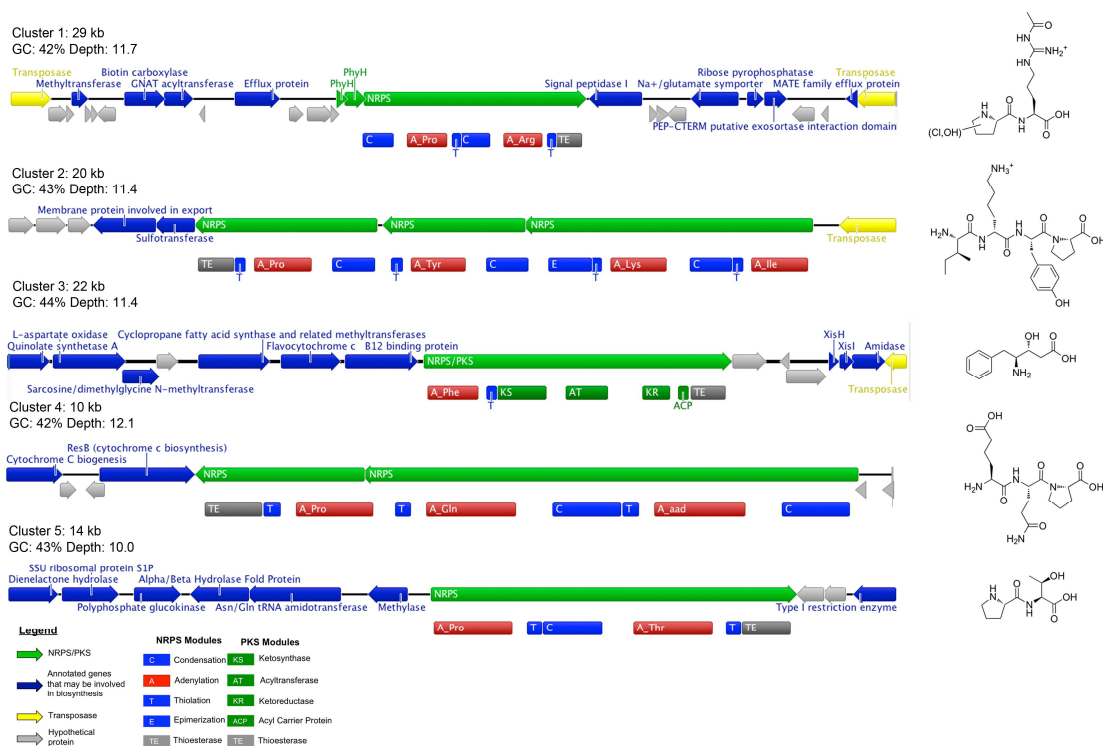 Cluster 1: 29 kb
GC: 42% Depth: 11.7
Transposase
Biotin carboxylase
Methyltransferase
GNAT acyltransferase
Efflux protein
PhyH
PhyH
NRPS
Signal peptidase I
Na+/glutamate symporter
Ribose pyrophosphatase
MATE family efflux protein
Transposase
PEP-CTERM putative exosortase interaction domain
C
A_Pro
T
C
A_Arg
T
TE
O
HN
NH2+
HN
HN
O
(Cl,OH)
N
H
O
OH
Cluster 2: 20 kb
GC: 43% Depth: 11.4
Membrane protein involved in export
Sulfotransferase
NRPS
NRPS
NRPS
Transposase
TE
T
A_Pro
C
T
A_Tyr
C
E
T
A_Lys
C
T
A_Ile
NH3+
H2N
O
H
N
O
H
N
O
N
O
OH
OH
Cluster 3: 22 kb
GC: 44% Depth: 11.4
L-aspartate oxidase
Quinolate synthetase A
Cyclopropane fatty acid synthase and related methyltransferases
Flavocytochrome c
B12 binding protein
Sarcosine/dimethylglycine N-methyltransferase
NRPS/PKS
XisH
XisI
Amidase
Transposase
A_Phe
T
KS
AT
KR
ACP
TE
OH
O
OH
NH2
Cluster 4: 10 kb
GC: 42% Depth: 12.1
ResB (cytochrome c biosynthesis)
Cytochrome C biogenesis
NRPS
NRPS
TE
T
A_Pro
T
A_Gln
C
T
A_aad
C
OH
O
H2N
O
H
N
O
N
O
OH
H2N
O
Cluster 5: 14 kb
GC: 43% Depth: 10.0
SSU ribosomal protein S1P
Dienelactone hydrolase
Alpha/Beta Hydrolase Fold Protein
Polyphosphate glucokinase
Asn/Gln tRNA amidotransferase
Methylase
NRPS
Type I restriction enzyme
A_Pro
T
C
A_Thr
T
TE
HN
O
N
H
OH
O
OH
Legend
NRPS/PKS
Annotated genes
that may be involved
in biosynthesis
Transposase
Hypothetical
protein
NRPS Modules
C Condensation
A Adenylation
T Thiolation
E Epimerization
TE Thioesterase
PKS Modules
KS Ketosynthase
AT Acyltransferase
KR Ketoreductase
ACP Acyl Carrier Protein
TE Thioesterase